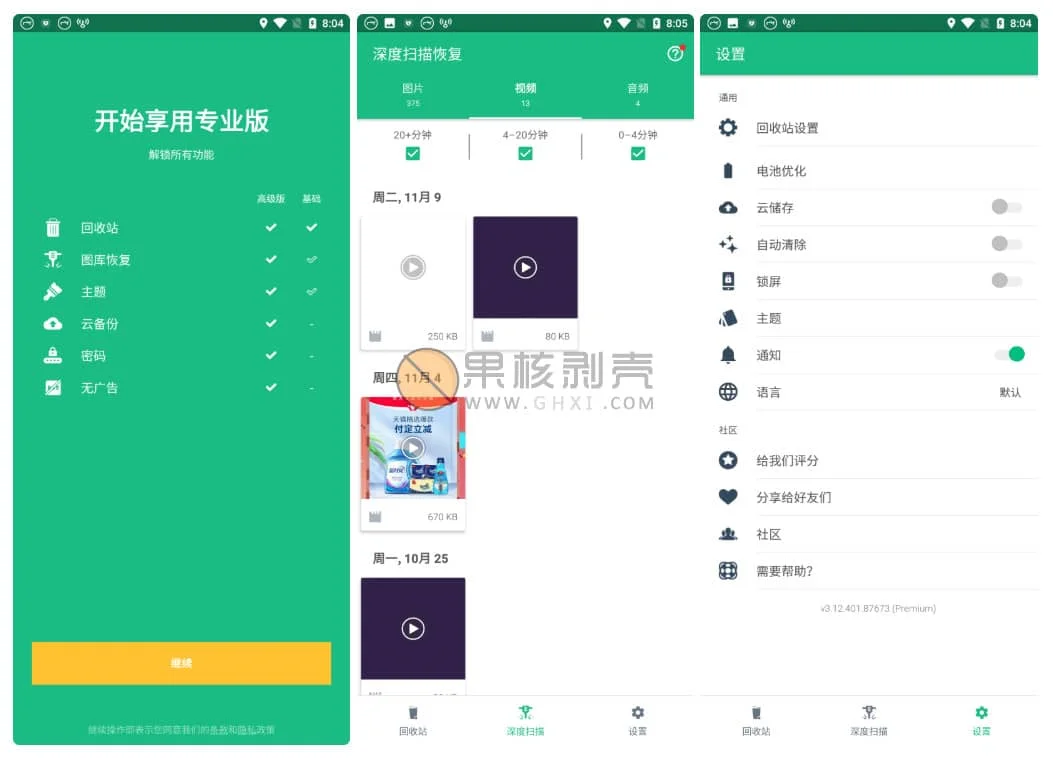 8:04
开始享用专业版
解锁所有功能
高级版 基础
回收站
图库恢复
主题
云备份 -
密码 -
无广告 -
继续
继续操作即表示您同意我们的条款和隐私政策
8:05
深度扫描恢复
图片 视频 音频
375 13 4
20+分钟 4-20分钟 0-4分钟
周二, 11月 9
250 KB 80 KB
周四, 11月 4
天猫精选爆款
付定立减
670 KB
周一, 10月 25
回收站 深度扫描 设置
果核剥壳
WWW.GHXI.COM
8:04
设置
通用
回收站设置
电池优化
云储存
自动清除
锁屏
主题
通知
语言 默认
社区
给我们评分
分享给好友们
社区
需要帮助?
v3.12.401.87673 (Premium)
回收站 深度扫描 设置